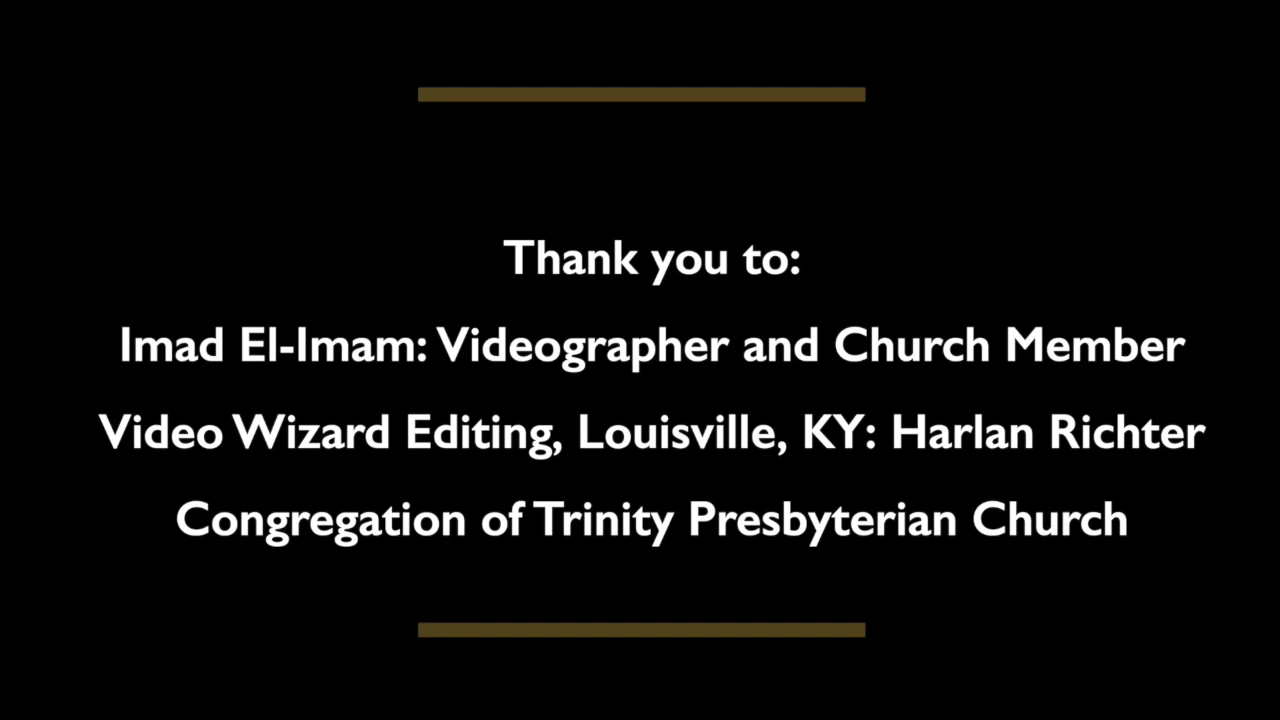 Thank you to:
Imad El-Imam: Videographer and Church Member
Video Wizard Editing, Louisville, KY: Harlan Richter
Congregation of Trinity Presbyterian Church